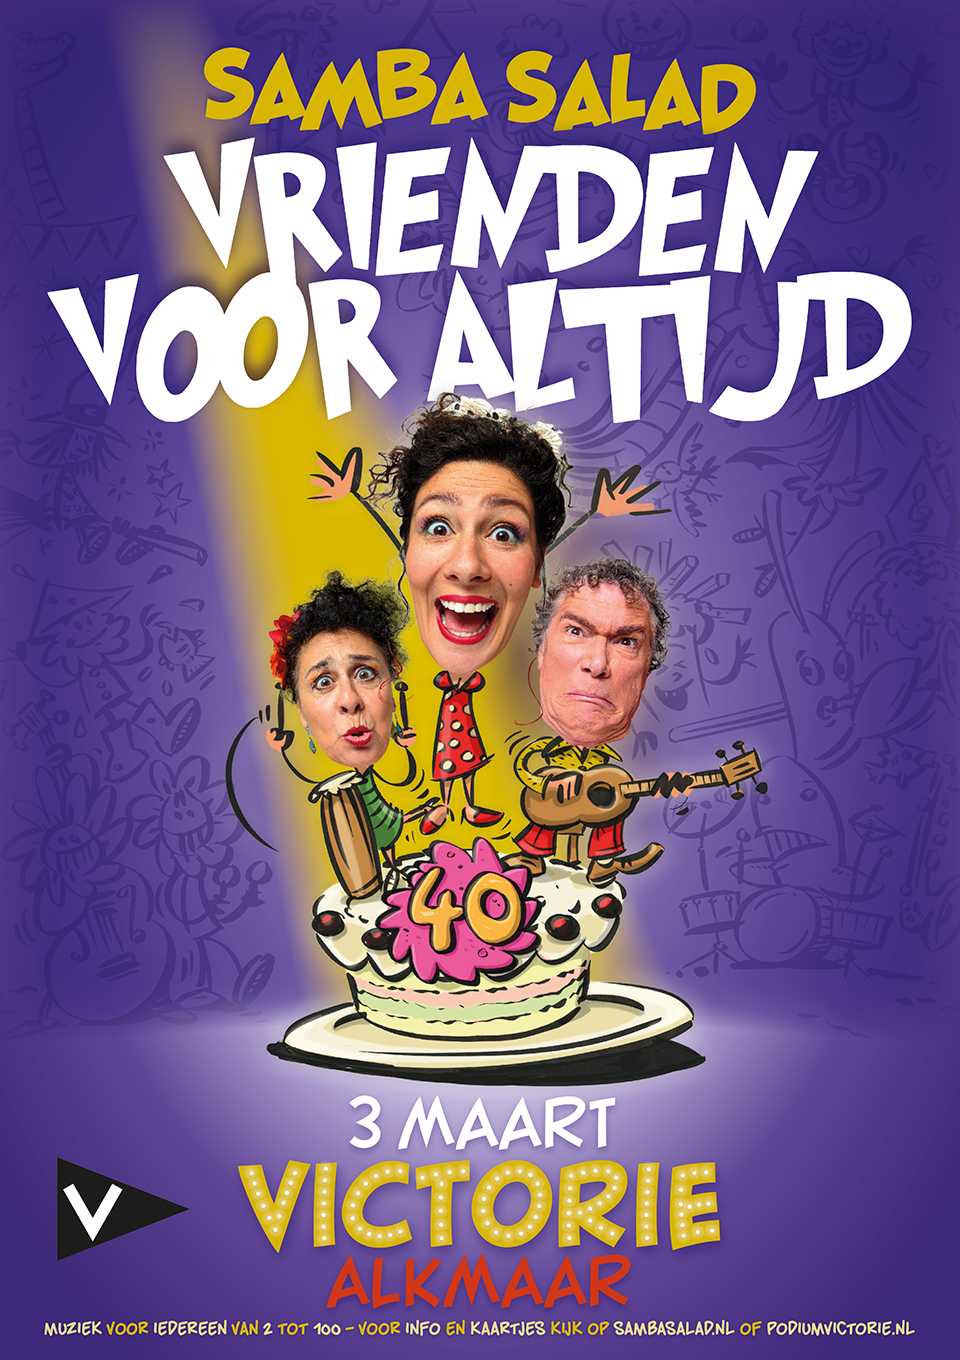 SAMBA SALAD
VRIENDEN
VOOR ALTIJD
40
3 MAART
V
VICTORIE
ALKMAAR
MUZIEK VOOR IEDEREEN VAN 2 TOT 100 - VOOR INFO EN KAARTJES KIJK OP SAMBASALAD.NL OF PODIUMVICTORIE.NL